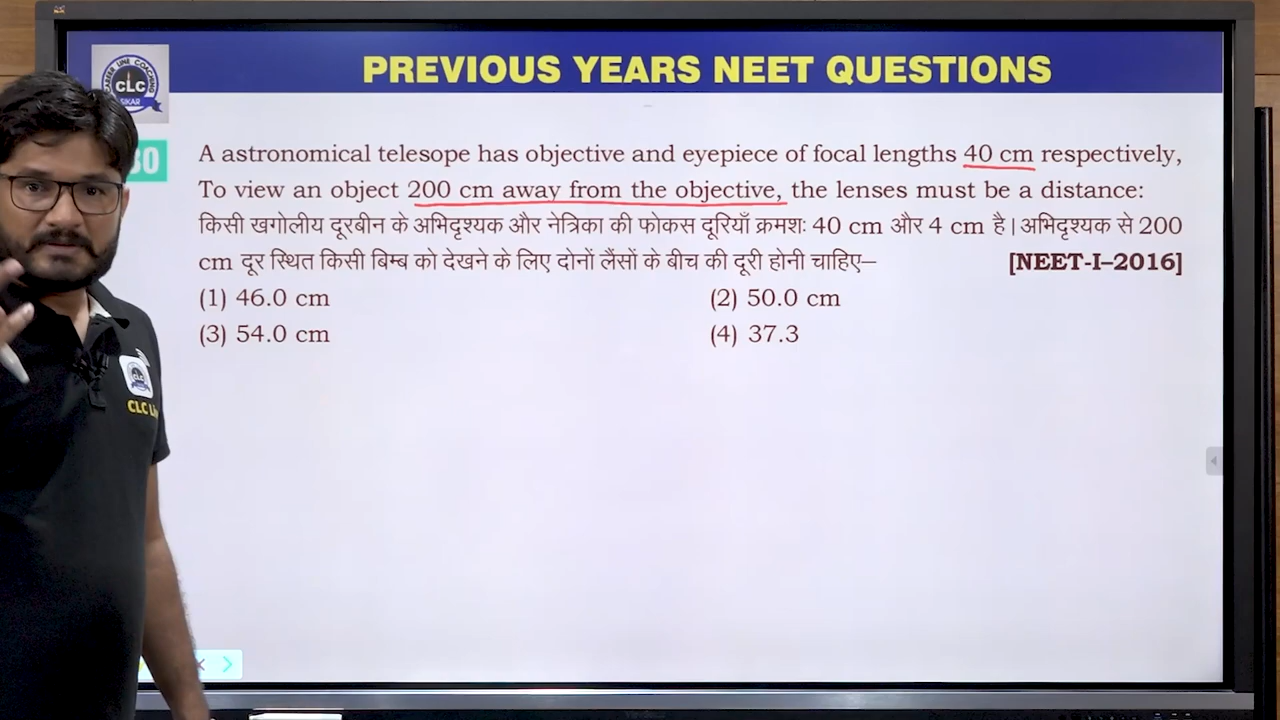 PREVIOUS YEARS NEET QUESTIONS
CLC
SIKAR
30
A astronomical telesope has objective and eyepiece of focal lengths 40 cm respectively,
To view an object 200 cm away from the objective, the lenses must be a distance:
किसी खगोलीय दूरबीन के अभिदृश्यक और नेत्रिका की फोकस दूरियाँ क्रमशः 40 cm और 4 cm है। अभिदृश्यक से 200
cm दूर स्थित किसी बिम्ब को देखने के लिए दोनों लैंसों के बीच की दूरी होनी चाहिए– [NEET-I–2016]
(1) 46.0 cm (2) 50.0 cm
(3) 54.0 cm (4) 37.3
CLC